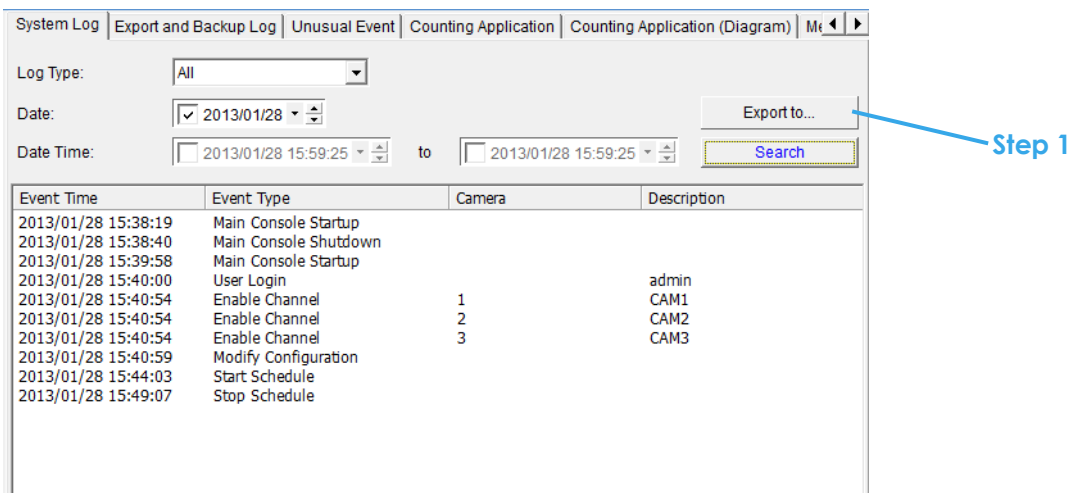 System Log Export and Backup Log Unusual Event Counting Application Counting Application (Diagram)
Log Type: All
Date: 2013/01/28 Export to...
Step 1
Date Time: 2013/01/28 15:59:25 to 2013/01/28 15:59:25 Search
Event Time Event Type Camera Description
2013/01/28 15:38:19 Main Console Startup
2013/01/28 15:38:40 Main Console Shutdown
2013/01/28 15:39:58 Main Console Startup
2013/01/28 15:40:00 User Login admin
2013/01/28 15:40:54 Enable Channel 1 CAM1
2013/01/28 15:40:54 Enable Channel 2 CAM2
2013/01/28 15:40:54 Enable Channel 3 CAM3
2013/01/28 15:40:59 Modify Configuration
2013/01/28 15:44:03 Start Schedule
2013/01/28 15:49:07 Stop Schedule